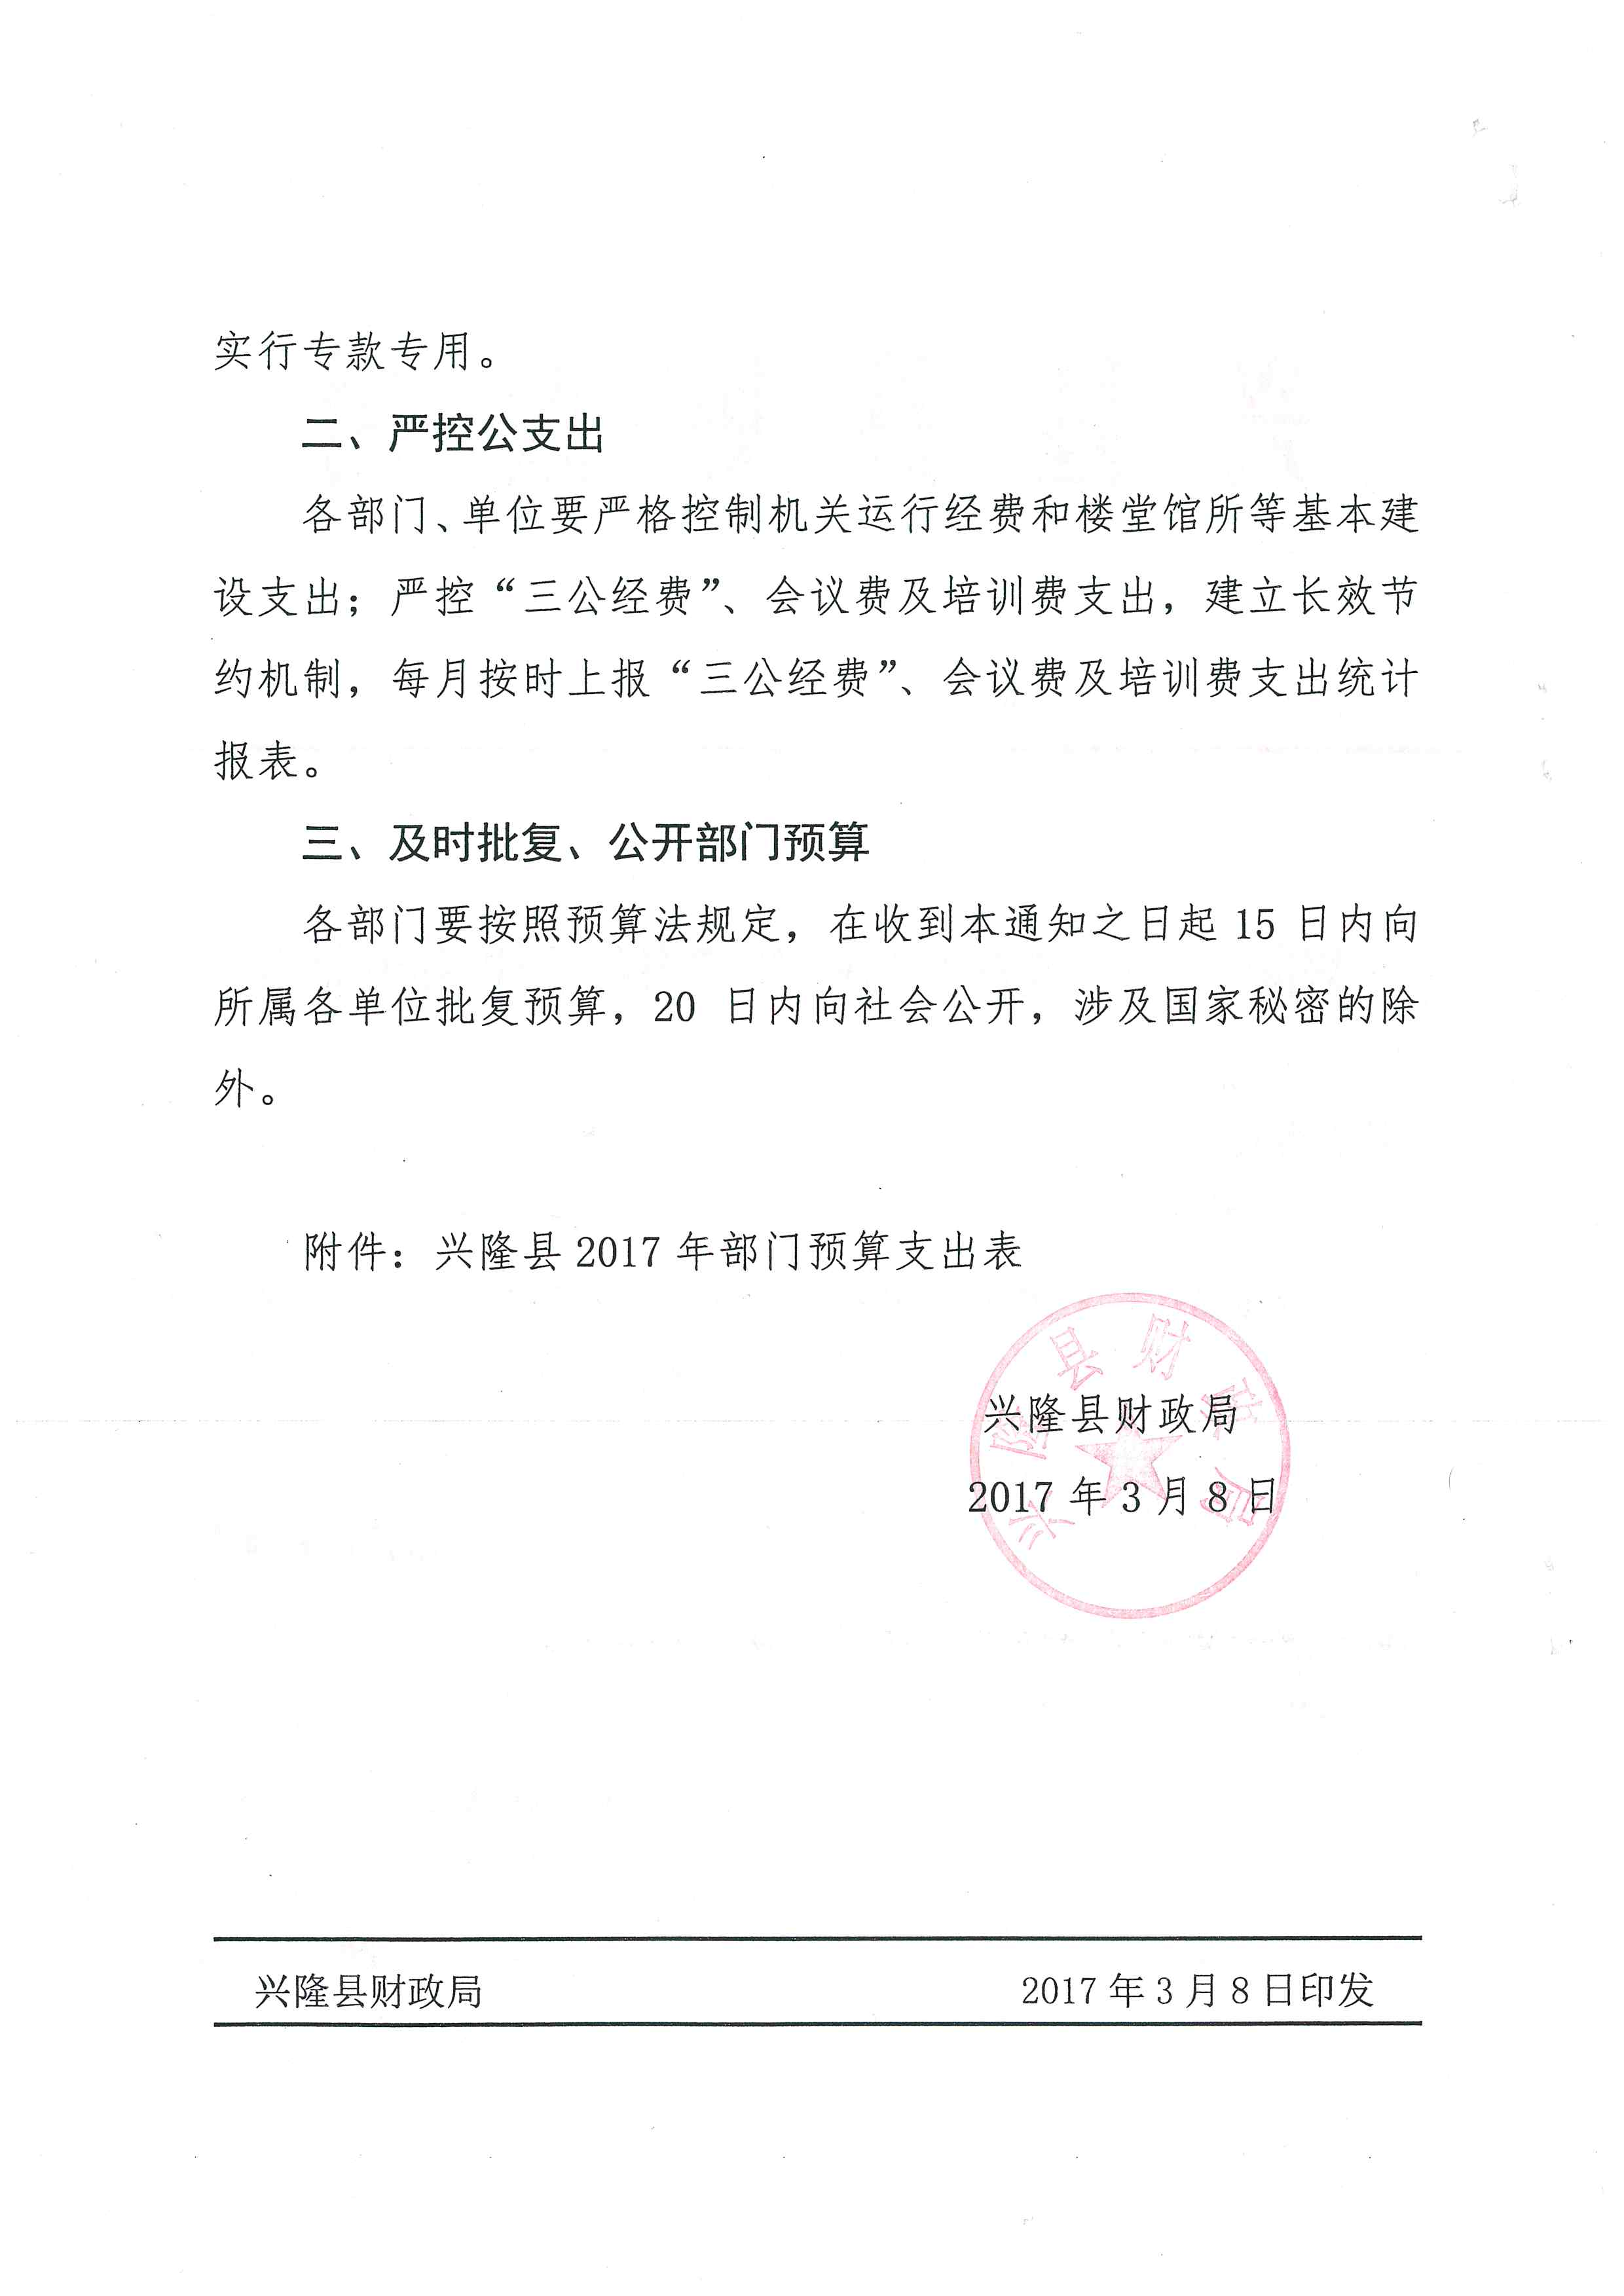 实行专款专用。
二、严控公支出
各部门、单位要严格控制机关运行经费和楼堂馆所等基本建
设支出；严控“三公经费”、会议费及培训费支出，建立长效节
约机制，每月按时上报“三公经费”、会议费及培训费支出统计
报表。
三、及时批复、公开部门预算
各部门要按照预算法规定，在收到本通知之日起 15 日内向
所属各单位批复预算，20 日内向社会公开，涉及国家秘密的除
外。
附件：兴隆县 2017 年部门预算支出表
兴隆县财政局
兴隆县财政局
2017 年 3 月 8 日
兴隆县财政局 2017 年 3 月 8 日印发